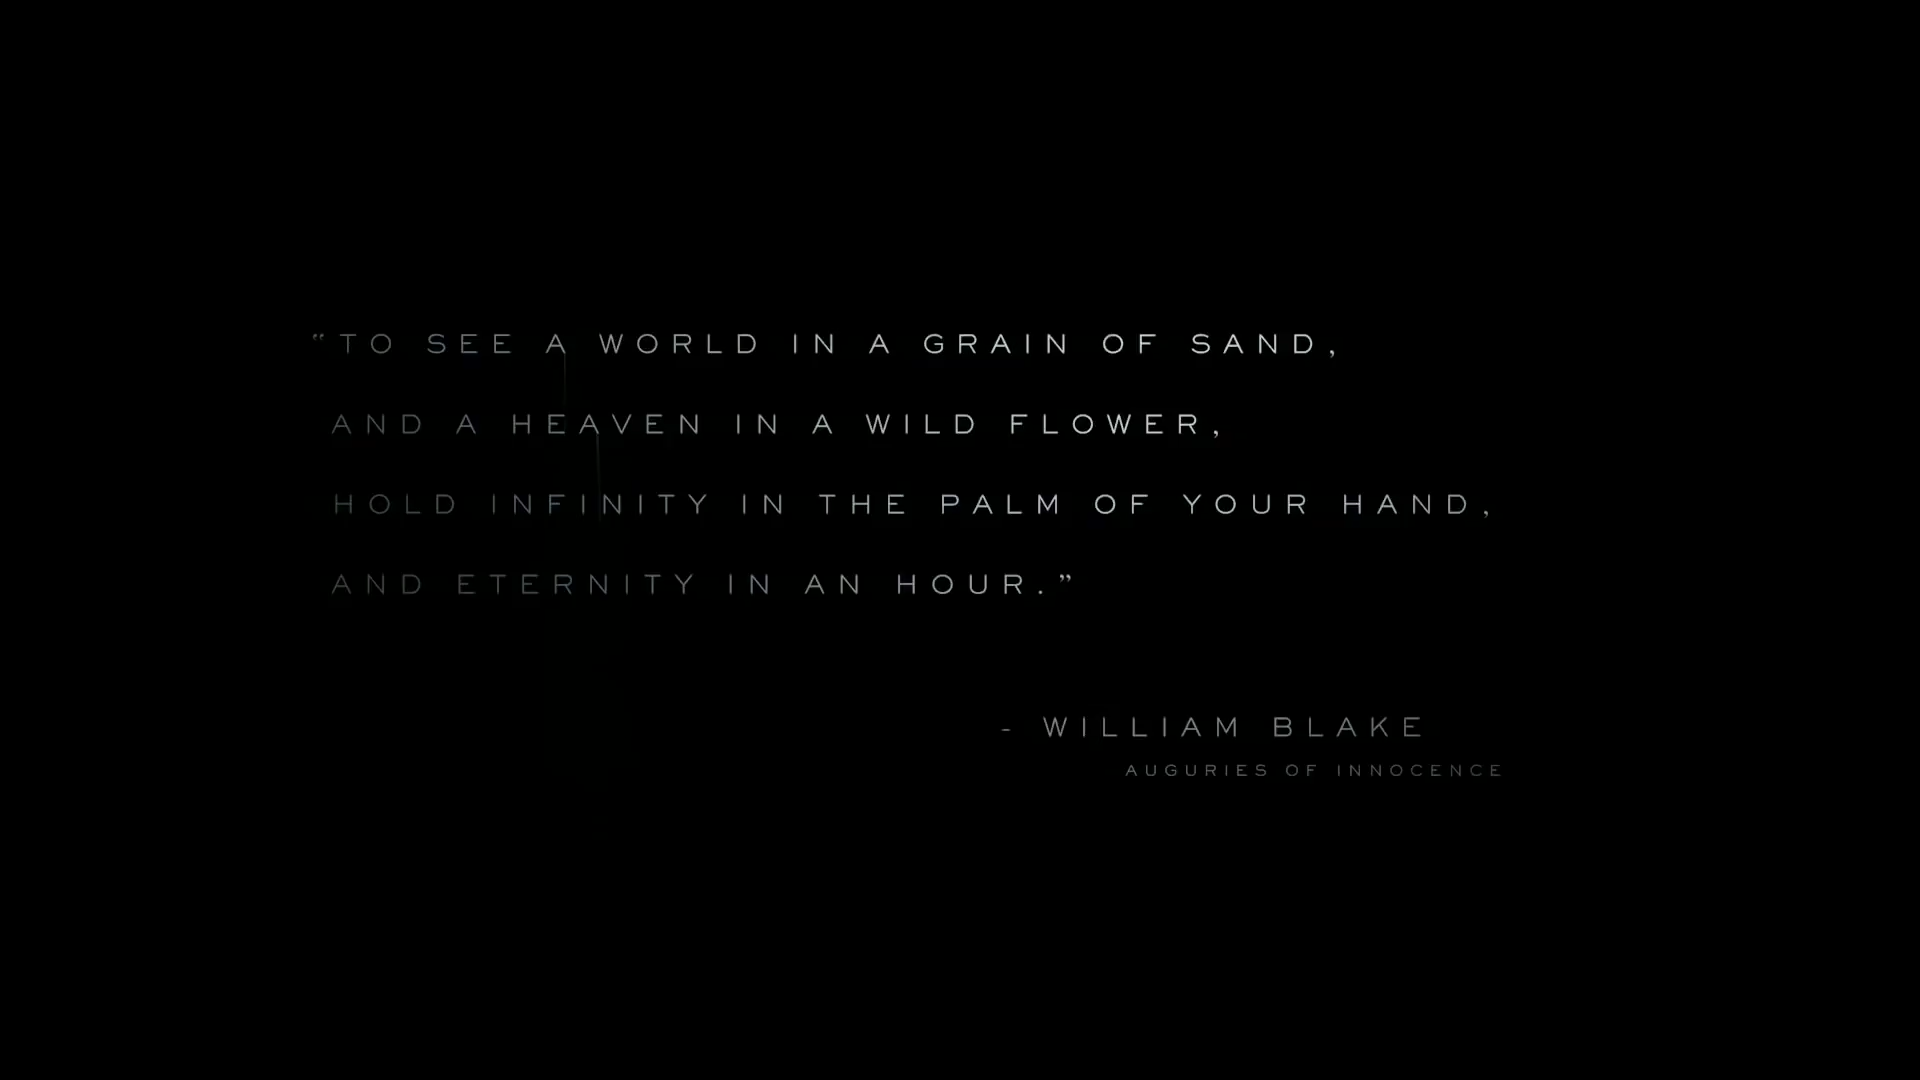 “TO SEE A WORLD IN A GRAIN OF SAND,
AND A HEAVEN IN A WILD FLOWER,
HOLD INFINITY IN THE PALM OF YOUR HAND,
AND ETERNITY IN AN HOUR.”
- WILLIAM BLAKE
AUGURIES OF INNOCENCE